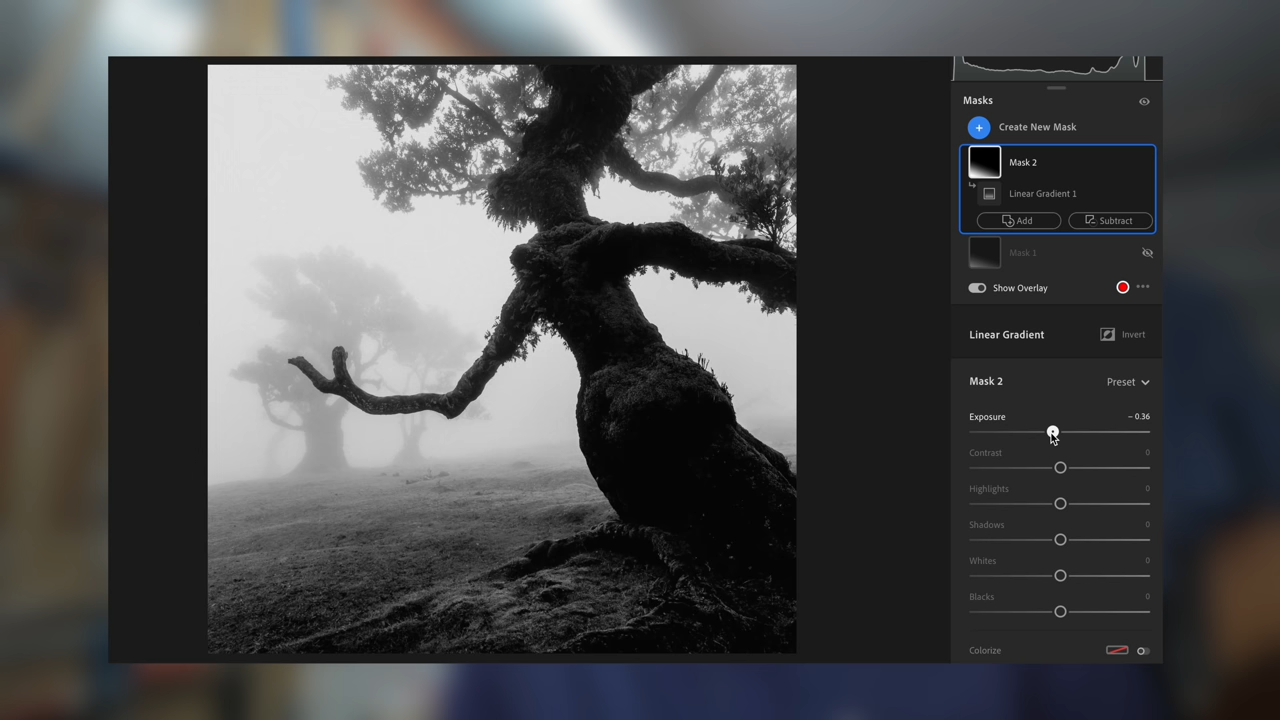 Masks
Create New Mask
Mask 2
Linear Gradient 1
Add Subtract
Mask 1
Show Overlay
Linear Gradient Invert
Mask 2 Preset
Exposure – 0.36
Contrast 0
Highlights 0
Shadows 0
Whites 0
Blacks 0
Colorize